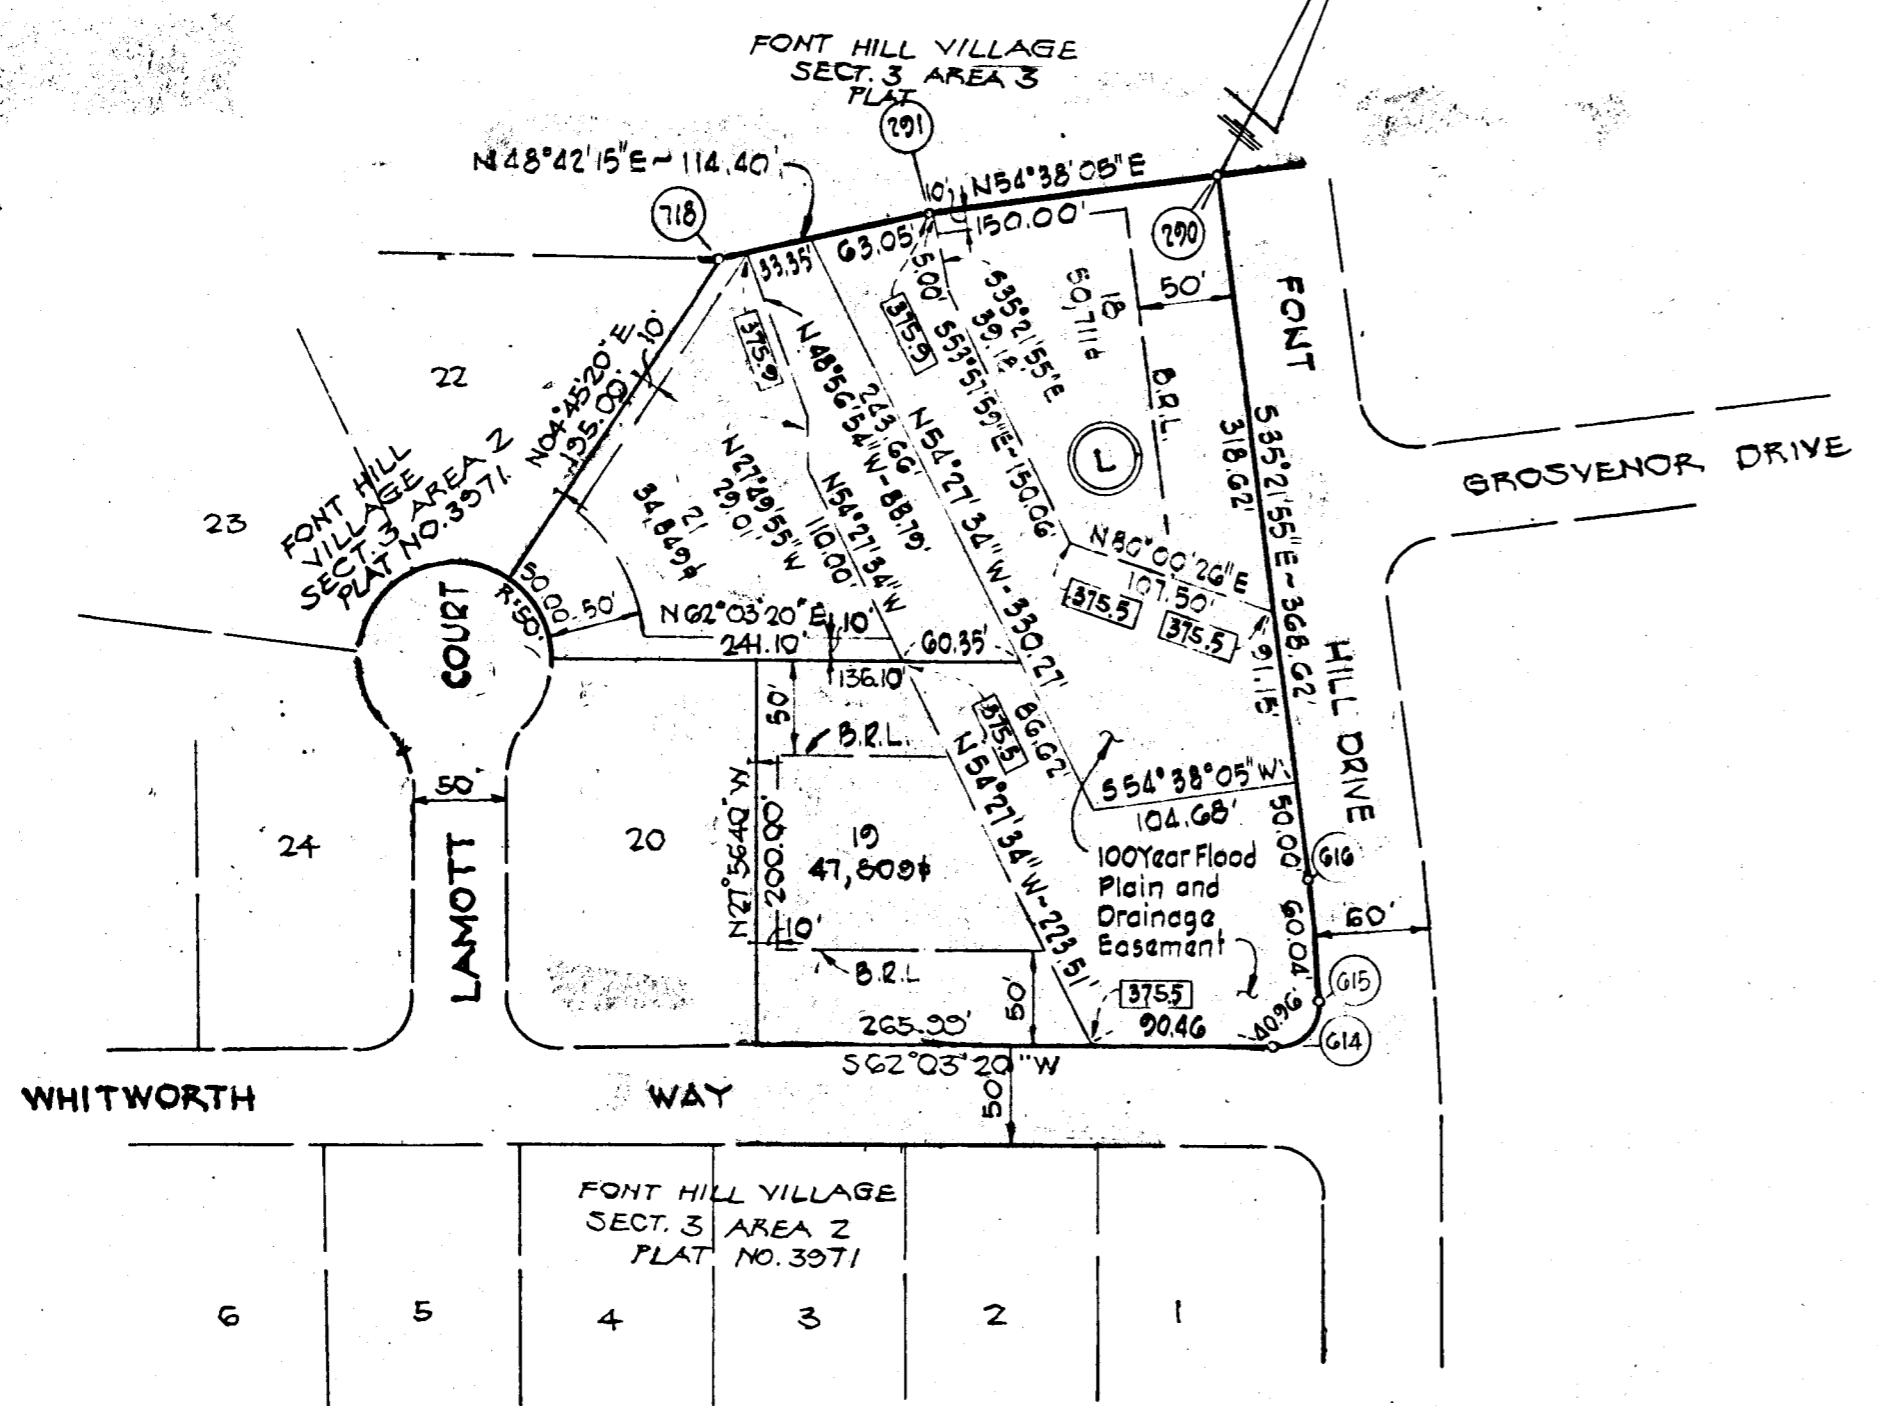 FONT HILL VILLAGE
SECT. 3 AREA 3
PLAT
291
N48°42'15"E~114.40'
718
10'
N54°38'05"E
150.00'
290
33.35'
63.05'
5.00'
50'
S35°21'55"E
39.18'
18
50,711
375.9
375.9
N04°45'20"E
195.00'
10'
22
23
FONT HILL
VILLAGE
SECT. 3 AREA 2
PLAT NO. 3971
N48°56'54"W-88.79'
243.66'
N54°27'34"W-330.27'
S53°57'59"E~150.06'
B.R.L.
L
FONT
S35°21'55"E~368.62'
318.62'
GROSVENOR DRIVE
N27°49'55"W
29.01'
21
34,849
N54°27'34"W
110.00'
N80°00'26"E
107.50'
375.5
375.5
91.15'
COURT
50.00
R=50'
50'
N62°03'20"E
241.10'
10'
60.35'
136.10'
HILL DRIVE
50'
B.R.L.
375.5
86.62'
N54°27'34"W~223.51'
S54°38'05"W
104.68'
50.00'
616
50'
LAMOTT
24
20
N27°56'40"W
200.00'
19
47,809
10'
B.R.L
100 Year Flood
Plain and
Drainage
Easement
60.04'
60'
615
375.5
90.46
40.96
614
265.99'
50'
S62°03'20"W
WHITWORTH WAY
50'
FONT HILL VILLAGE
SECT. 3 AREA 2
PLAT NO. 3971
6
5
4
3
2
1